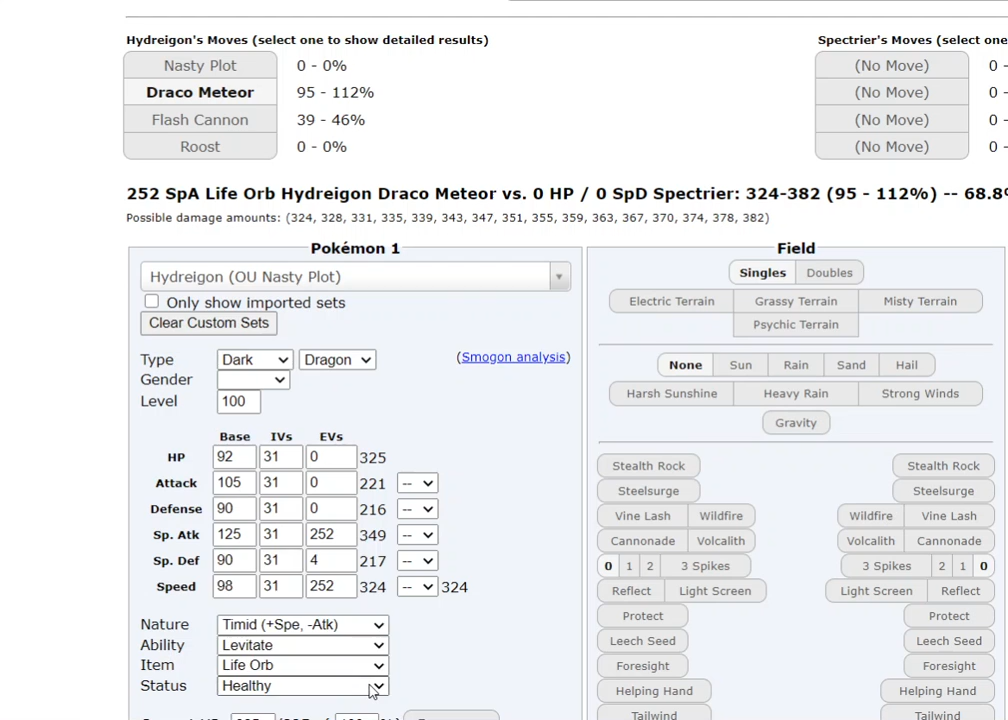 Hydreigon's Moves (select one to show detailed results)
Spectrier's Moves (select one
Nasty Plot 0 - 0%
(No Move) 0 -
Draco Meteor 95 - 112%
(No Move) 0 -
Flash Cannon 39 - 46%
(No Move) 0 -
Roost 0 - 0%
(No Move) 0 -
252 SpA Life Orb Hydreigon Draco Meteor vs. 0 HP / 0 SpD Spectrier: 324-382 (95 - 112%) -- 68.8%
Possible damage amounts: (324, 328, 331, 335, 339, 343, 347, 351, 355, 359, 363, 367, 370, 374, 378, 382)
Pokémon 1
Hydreigon (OU Nasty Plot)
Only show imported sets
Clear Custom Sets
Type Dark Dragon (Smogon analysis)
Gender
Level 100
Base IVs EVs
HP 92 31 0 325
Attack 105 31 0 221 --
Defense 90 31 0 216 --
Sp. Atk 125 31 252 349 --
Sp. Def 90 31 4 217 --
Speed 98 31 252 324 -- 324
Nature Timid (+Spe, -Atk)
Ability Levitate
Item Life Orb
Status Healthy
Field
Singles Doubles
Electric Terrain Grassy Terrain Misty Terrain
Psychic Terrain
None Sun Rain Sand Hail
Harsh Sunshine Heavy Rain Strong Winds
Gravity
Stealth Rock Stealth Rock
Steelsurge Steelsurge
Vine Lash Wildfire Wildfire Vine Lash
Cannonade Volcalith Volcalith Cannonade
0 1 2 3 Spikes 3 Spikes 2 1 0
Reflect Light Screen Light Screen Reflect
Protect Protect
Leech Seed Leech Seed
Foresight Foresight
Helping Hand Helping Hand
Tailwind Tailwind